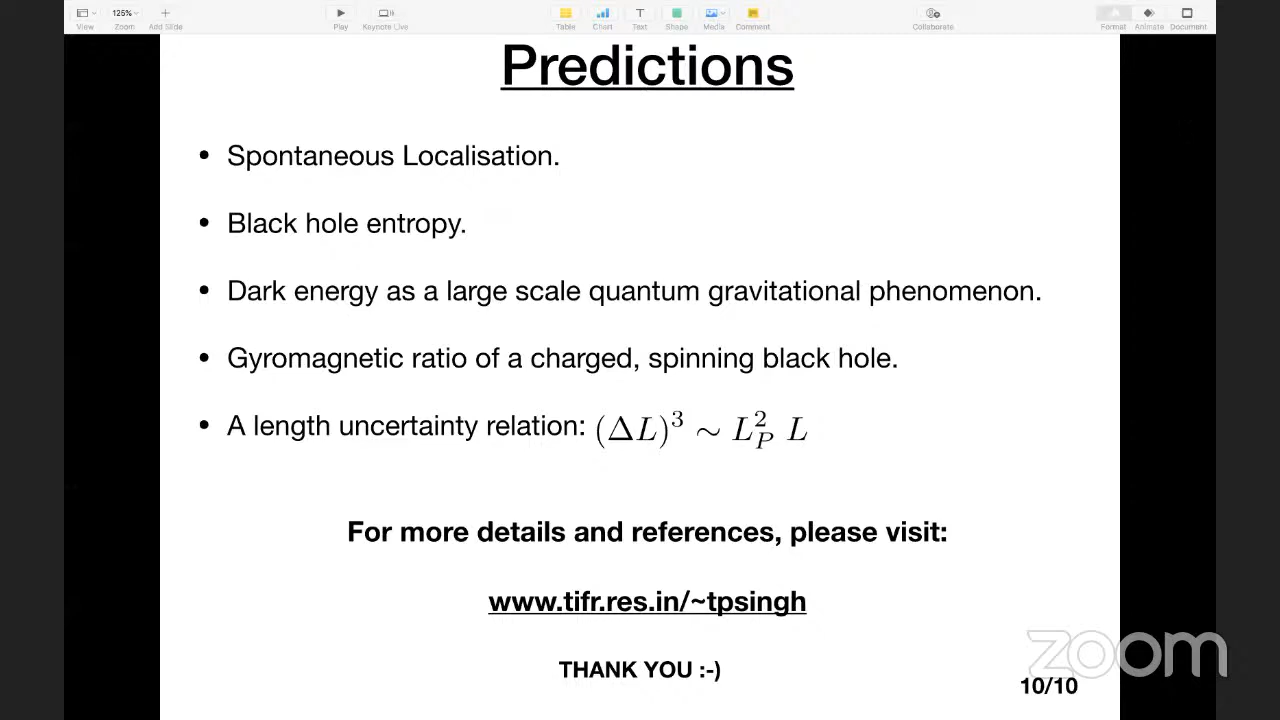 125%
View Zoom Add Slide Play Keynote Live Table Chart Text Shape Media Comment Collaborate Format Animate Document
Predictions
• Spontaneous Localisation.
• Black hole entropy.
• Dark energy as a large scale quantum gravitational phenomenon.
• Gyromagnetic ratio of a charged, spinning black hole.
• A length uncertainty relation: (ΔL)³ ∼ L_P² L
For more details and references, please visit:
www.tifr.res.in/~tpsingh
zoom
THANK YOU :-)
10/10